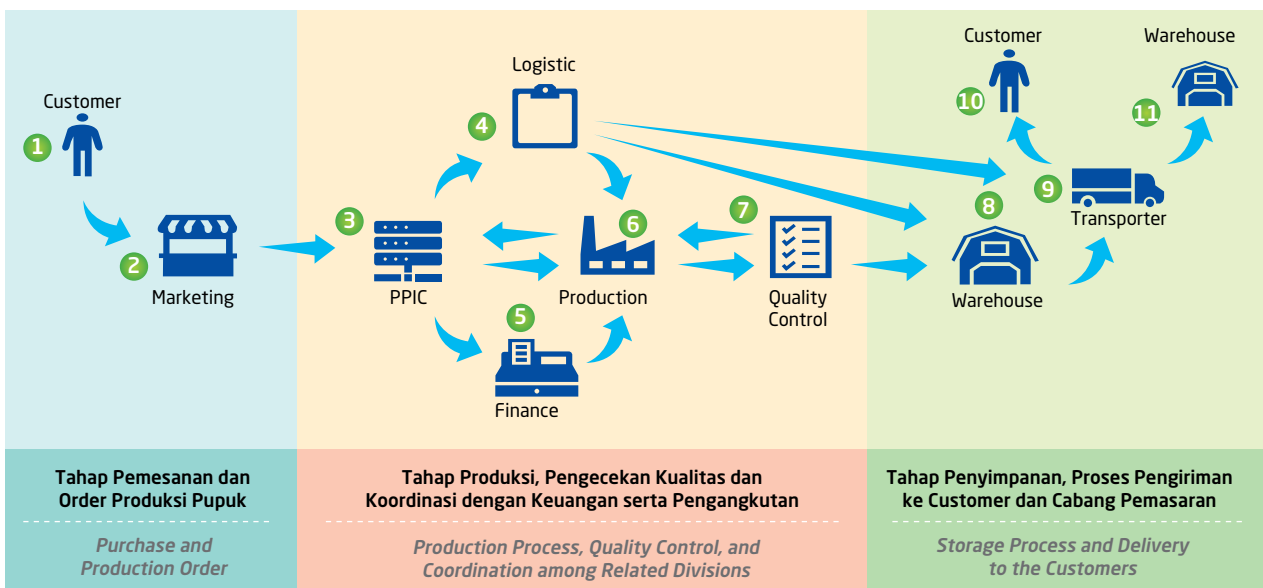 Customer
1
2
Marketing
Logistic
4
3
PPIC
6
Production
7
Quality
Control
5
Finance
Customer
10
Warehouse
11
9
Transporter
8
Warehouse
Tahap Pemesanan dan
Order Produksi Pupuk
Purchase and
Production Order
Tahap Produksi, Pengecekan Kualitas dan
Koordinasi dengan Keuangan serta Pengangkutan
Production Process, Quality Control, and
Coordination among Related Divisions
Tahap Penyimpanan, Proses Pengiriman
ke Customer dan Cabang Pemasaran
Storage Process and Delivery
to the Customers